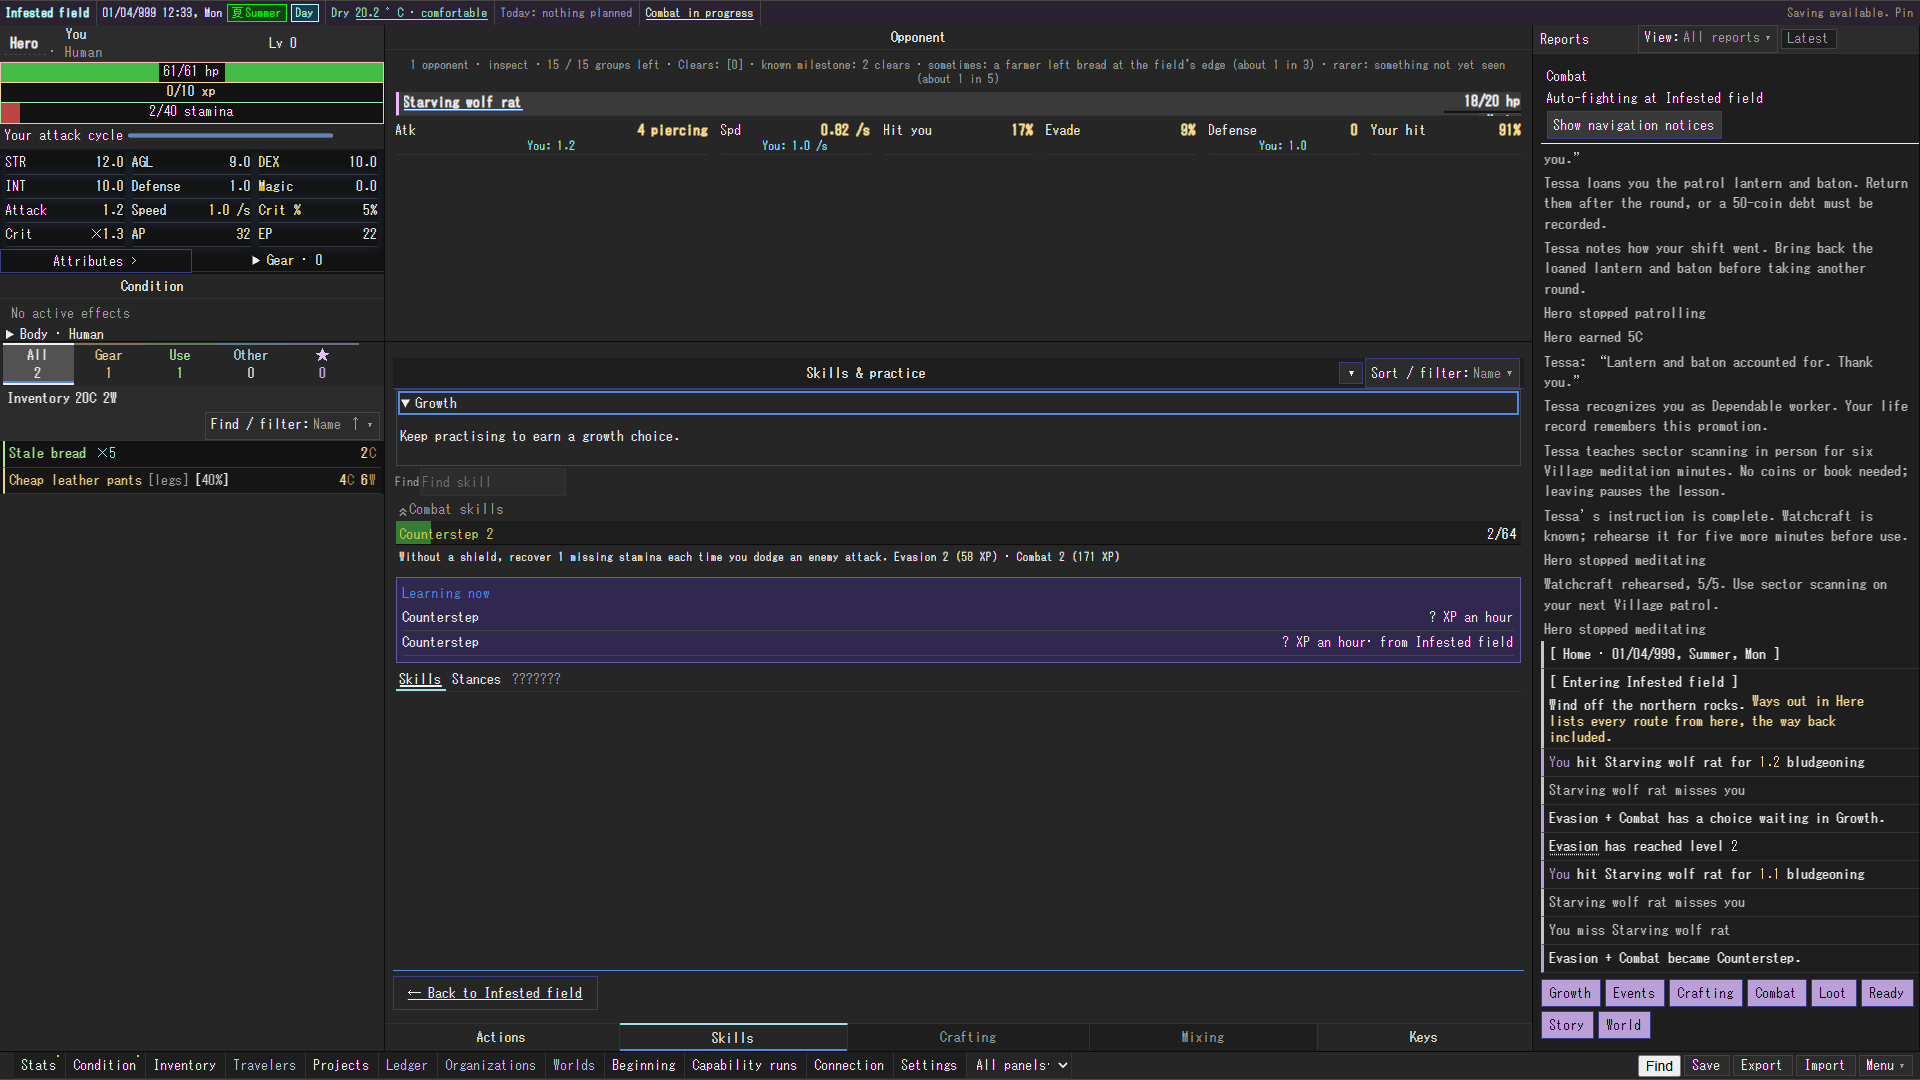 Infested field 01/04/999 12:33, Mon 夏Summer Day Dry 20.2 °C · comfortable Today: nothing planned Combat in progress Saving available. Pin
Hero · You Human Lv 0
61/61 hp
0/10 xp
2/40 stamina
Your attack cycle
STR 12.0 AGL 9.0 DEX 10.0
INT 10.0 Defense 1.0 Magic 0.0
Attack 1.2 Speed 1.0 /s Crit % 5%
Crit ×1.3 AP 32 EP 22
Attributes > ▶ Gear · 0
Condition
No active effects
▶ Body · Human
All 2 Gear 1 Use 1 Other 0 ★ 0
Inventory 20C 2W
Find / filter: Name ↑ ▾
Stale bread ×5 2C
Cheap leather pants [legs] [40%] 4C 6W
Opponent
1 opponent · inspect · 15 / 15 groups left · Clears: [0] · known milestone: 2 clears · sometimes: a farmer left bread at the field's edge (about 1 in 3) · rarer: something not yet seen
(about 1 in 5)
Starving wolf rat 18/20 hp
Atk 4 piercing Spd 0.82 /s Hit you 17% Evade 9% Defense 0 Your hit 91%
You: 1.2 You: 1.0 /s You: 1.0
Skills & practice ▾ Sort / filter: Name ▾
▼ Growth
Keep practising to earn a growth choice.
Find Find skill
Combat skills
Counterstep 2 2/64
Without a shield, recover 1 missing stamina each time you dodge an enemy attack. Evasion 2 (58 XP) · Combat 2 (171 XP)
Learning now
Counterstep ? XP an hour
Counterstep ? XP an hour· from Infested field
Skills Stances ???????
← Back to Infested field
Actions Skills Crafting Mixing Keys
Reports View: All reports ▾ Latest
Combat
Auto-fighting at Infested field
Show navigation notices
you.”
Tessa loans you the patrol lantern and baton. Return
them after the round, or a 50-coin debt must be
recorded.
Tessa notes how your shift went. Bring back the
loaned lantern and baton before taking another
round.
Hero stopped patrolling
Hero earned 5C
Tessa: “Lantern and baton accounted for. Thank
you.”
Tessa recognizes you as Dependable worker. Your life
record remembers this promotion.
Tessa teaches sector scanning in person for six
Village meditation minutes. No coins or book needed;
leaving pauses the lesson.
Tessa's instruction is complete. Watchcraft is
known; rehearse it for five more minutes before use.
Hero stopped meditating
Watchcraft rehearsed, 5/5. Use sector scanning on
your next Village patrol.
Hero stopped meditating
[ Home · 01/04/999, Summer, Mon ]
[ Entering Infested field ]
Wind off the northern rocks. Ways out in Here
lists every route from here, the way back
included.
You hit Starving wolf rat for 1.2 bludgeoning
Starving wolf rat misses you
Evasion + Combat has a choice waiting in Growth.
Evasion has reached level 2
You hit Starving wolf rat for 1.1 bludgeoning
Starving wolf rat misses you
You miss Starving wolf rat
Evasion + Combat became Counterstep.
Growth Events Crafting Combat Loot Ready
Story World
Stats Condition Inventory Travelers Projects Ledger Organizations Worlds Beginning Capability runs Connection Settings All panels· Find Save Export Import Menu ▾